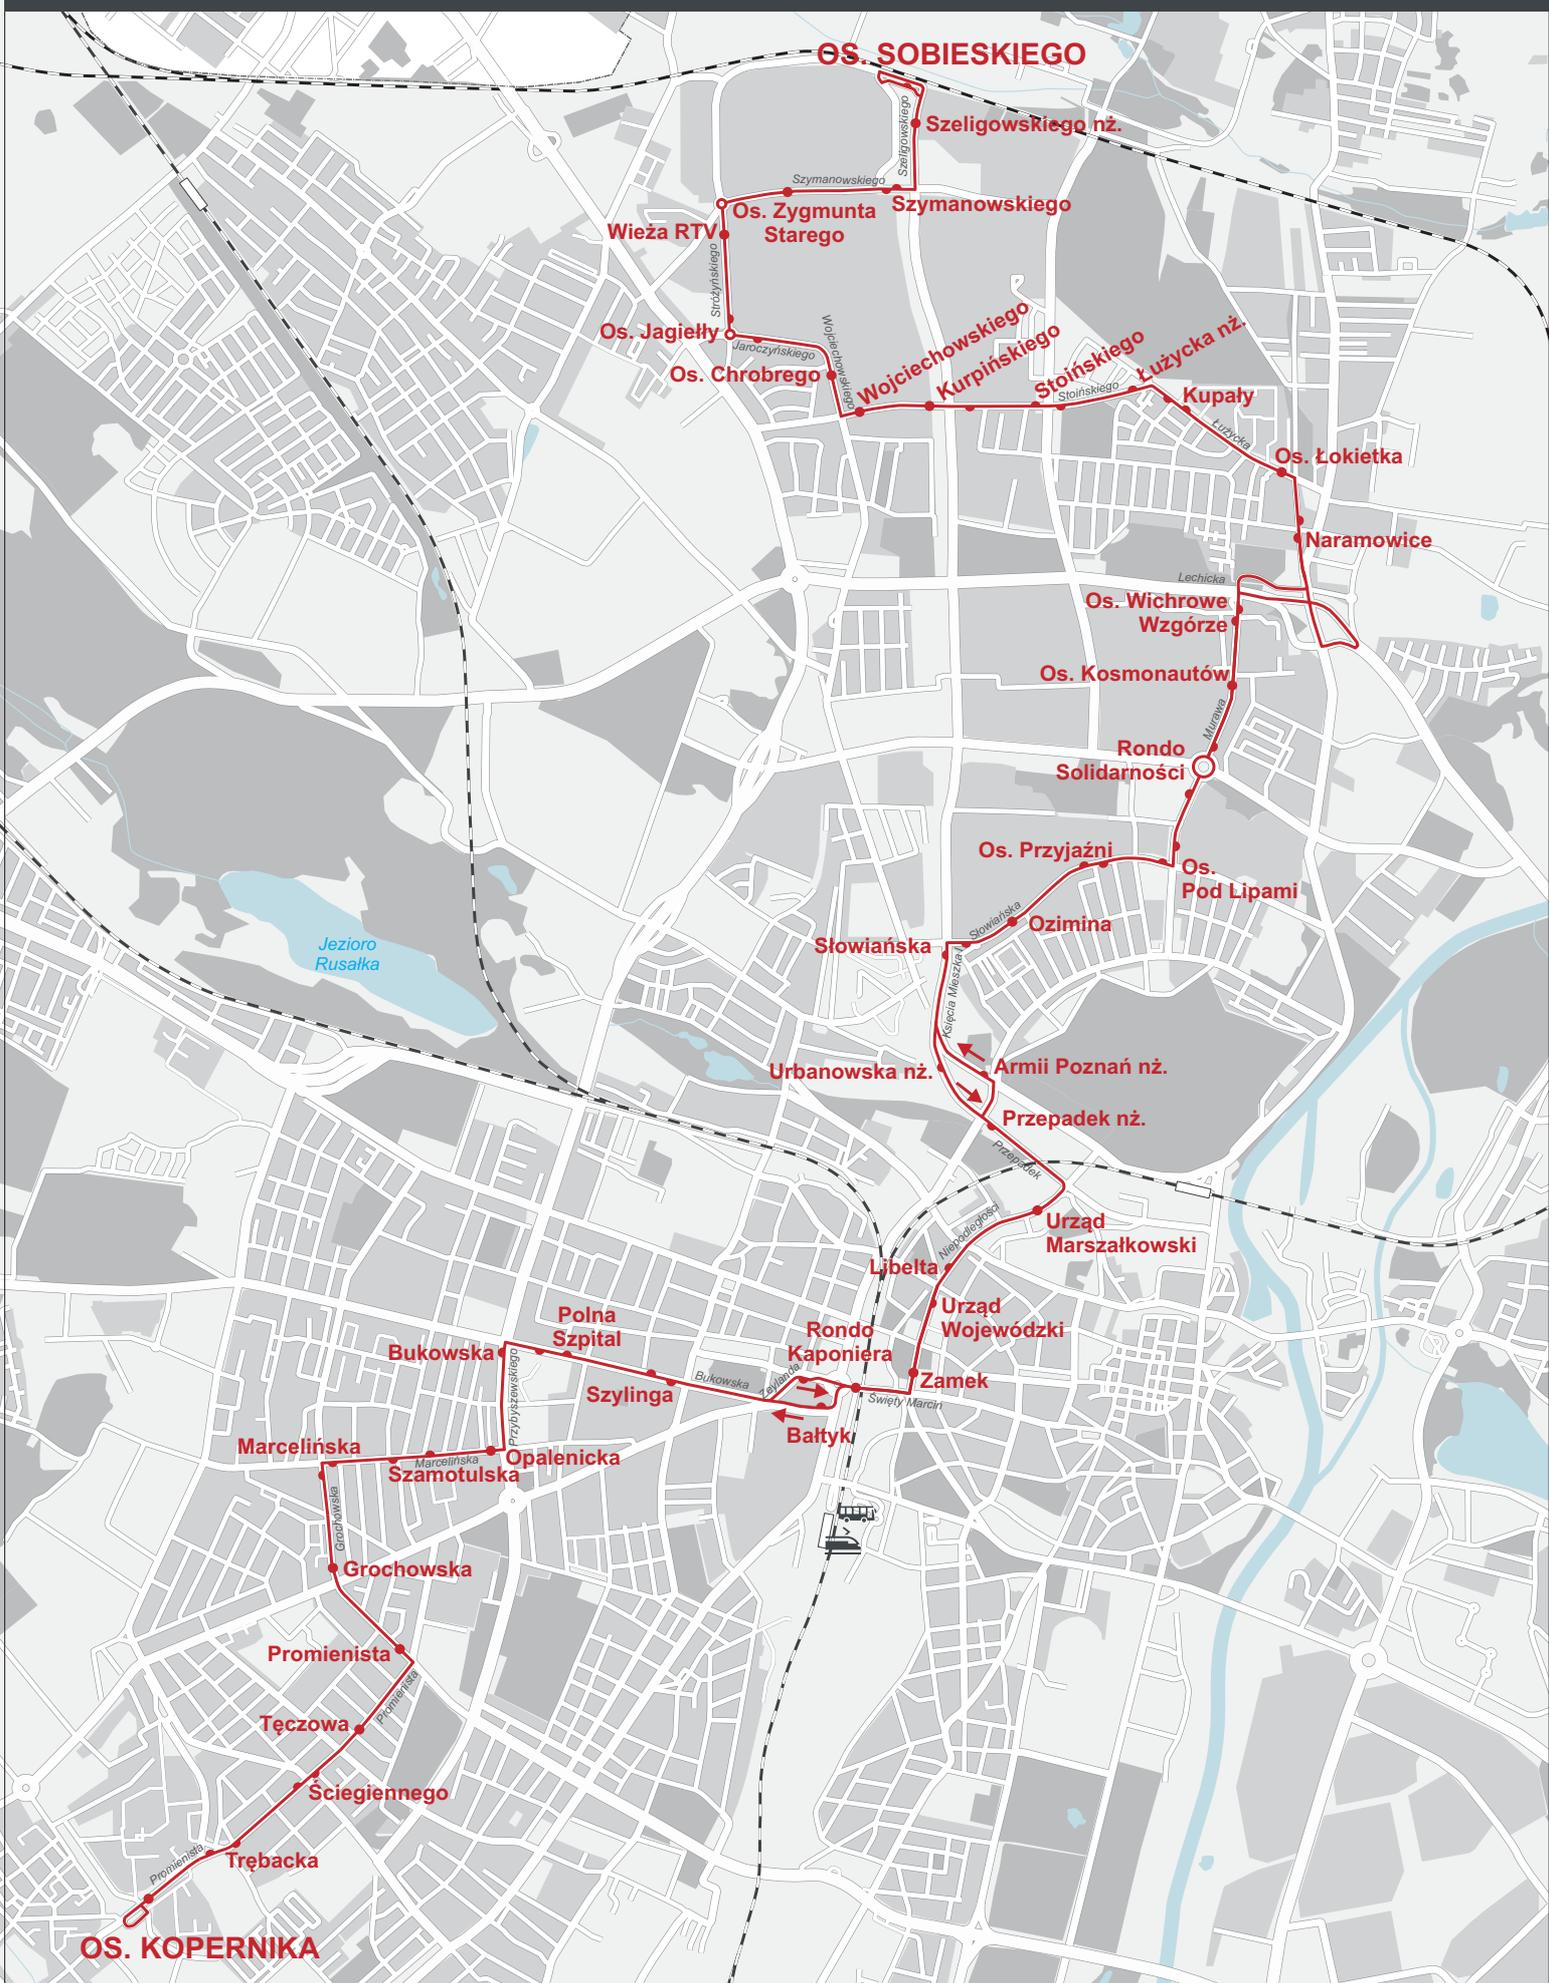 OS. SOBIESKIEGO
Szeligowskiego
Szeligowskiego nż.
Szymanowskiego
Szymanowskiego
Os. Zygmunta
Starego
Wieża RTV
Stróżyńskiego
Os. Jagiełły
Jaroczyńskiego
Wojciechowskiego
Os. Chrobrego
Wojciechowskiego
Kurpińskiego
Stoińskiego
Stoińskiego
Łużycka nż.
Kupały
Łużycka
Os. Łokietka
Naramowice
Lechicka
Os. Wichrowe
Wzgórze
Os. Kosmonautów
Murawa
Rondo
Solidarności
Os. Przyjaźni
Os.
Pod Lipami
Ozimina
Słowiańska
Słowiańska
Jezioro
Rusałka
Księcia Mieszka I
Armii Poznań nż.
Urbanowska nż.
Przepadek nż.
Przepadek
Urząd
Marszałkowski
Niepodległości
Libelta
Urząd
Wojewódzki
Polna
Szpital
Rondo
Kaponiera
Bukowska
Przybyszewskiego
Szylinga
Bukowska
Zeylanda
Zamek
Święty Marcin
Bałtyk
Marcelińska
Opalenicka
Marcelińska
Szamotulska
Grochowska
Grochowska
Promienista
Promienista
Tęczowa
Ściegiennego
Trębacka
Promienista
OS. KOPERNIKA